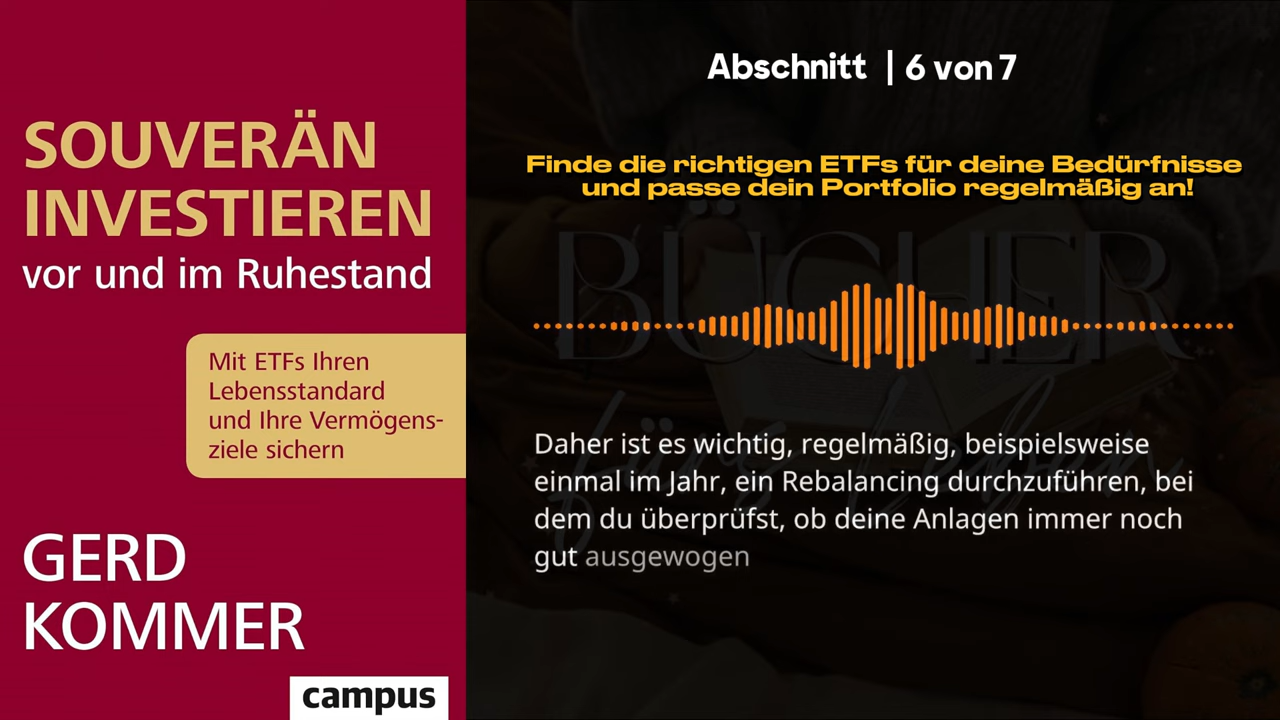 SOUVERÄN
INVESTIEREN
vor und im Ruhestand
Mit ETFs Ihren
Lebensstandard
und Ihre Vermögens-
ziele sichern
GERD
KOMMER
campus
Abschnitt | 6 von 7
Finde die richtigen ETFs für deine Bedürfnisse
und passe dein Portfolio regelmäßig an!
BÜCHER
fürs Leben
Daher ist es wichtig, regelmäßig, beispielsweise
einmal im Jahr, ein Rebalancing durchzuführen, bei
dem du überprüfst, ob deine Anlagen immer noch
gut ausgewogen